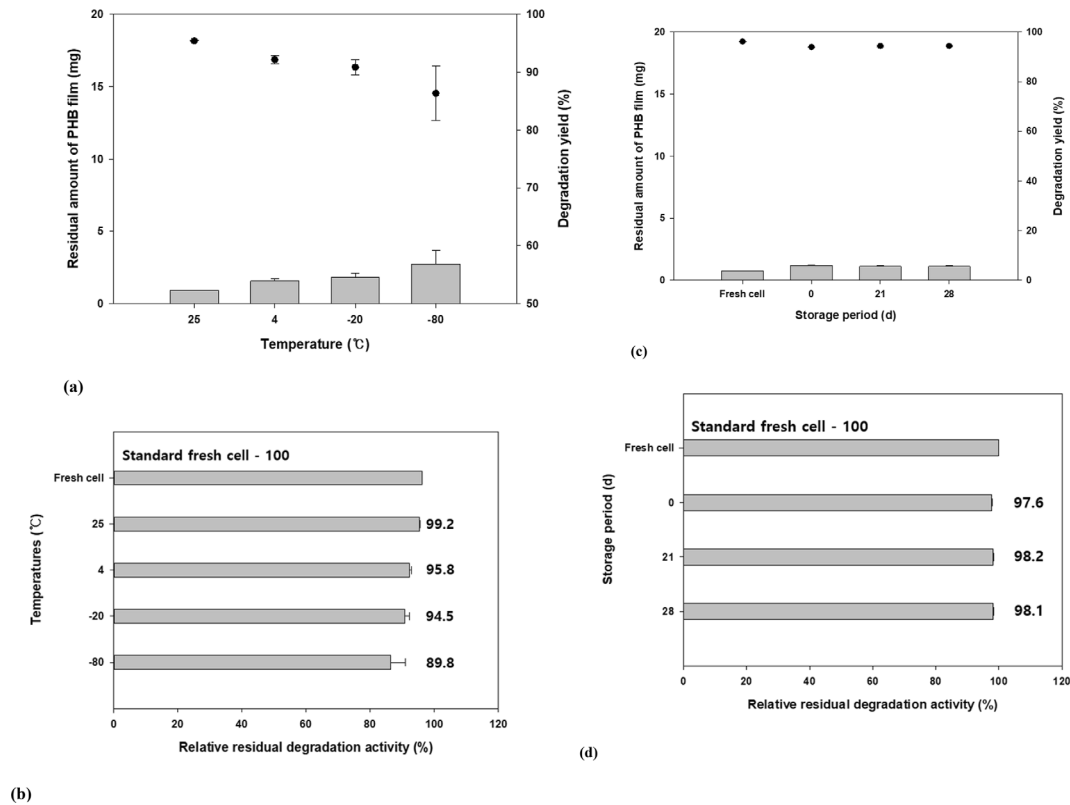 20
15
10
5
0
Residual amount of PHB film (mg)
100
90
80
70
60
50
Degradation yield (%)
25 4 -20 -80
Temperature (℃)
(a)
20
15
10
5
0
Residual amount of PHB film (mg)
100
80
60
40
20
0
Degradation yield (%)
Fresh cell 0 21 28
Storage period (d)
(c)
Standard fresh cell - 100
Temperatures (℃)
Fresh cell
25 99.2
4 95.8
-20 94.5
-80 89.8
0 20 40 60 80 100 120
Relative residual degradation activity (%)
(b)
Standard fresh cell - 100
Storage period (d)
Fresh cell
0 97.6
21 98.2
28 98.1
0 20 40 60 80 100 120
Relative residual degradation activity (%)
(d)